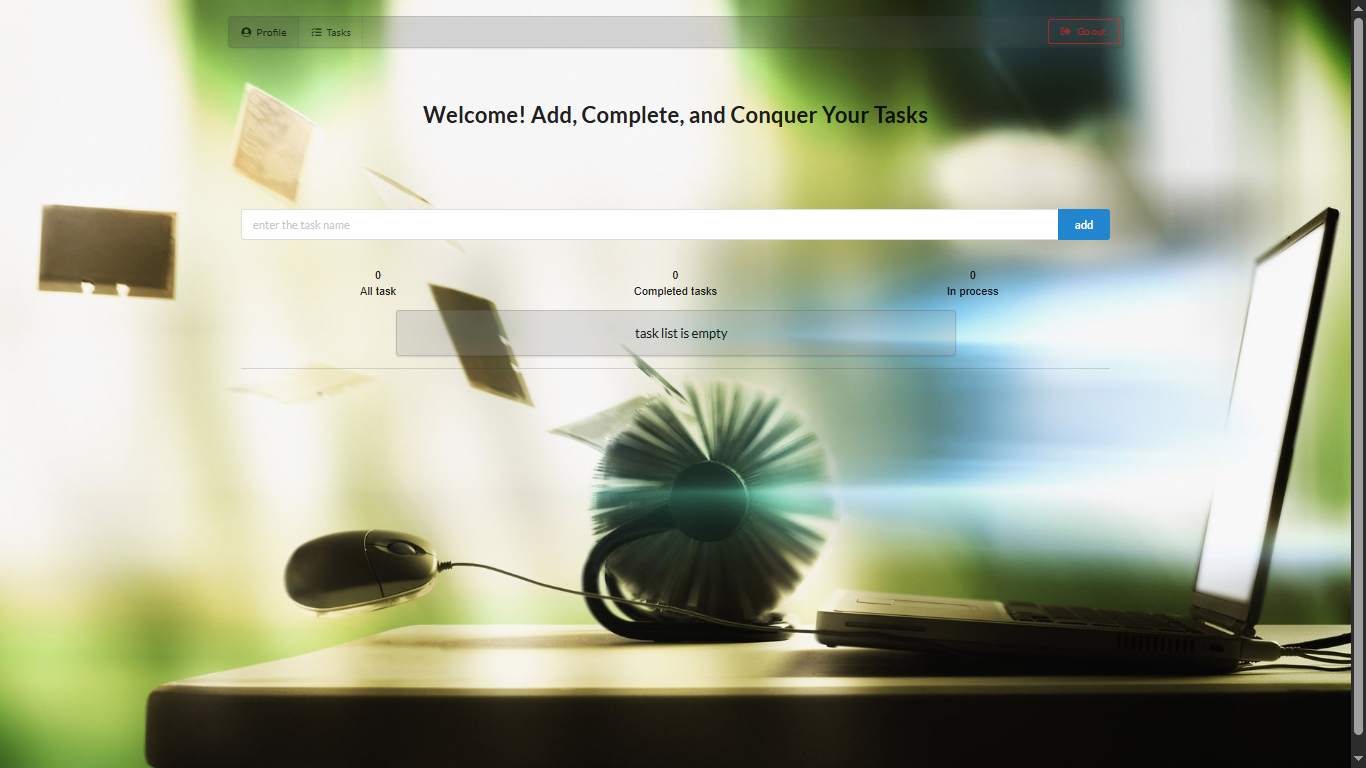 Profile Tasks Go out
Welcome! Add, Complete, and Conquer Your Tasks
enter the task name add
0 0 0
All task Completed tasks In process
task list is empty